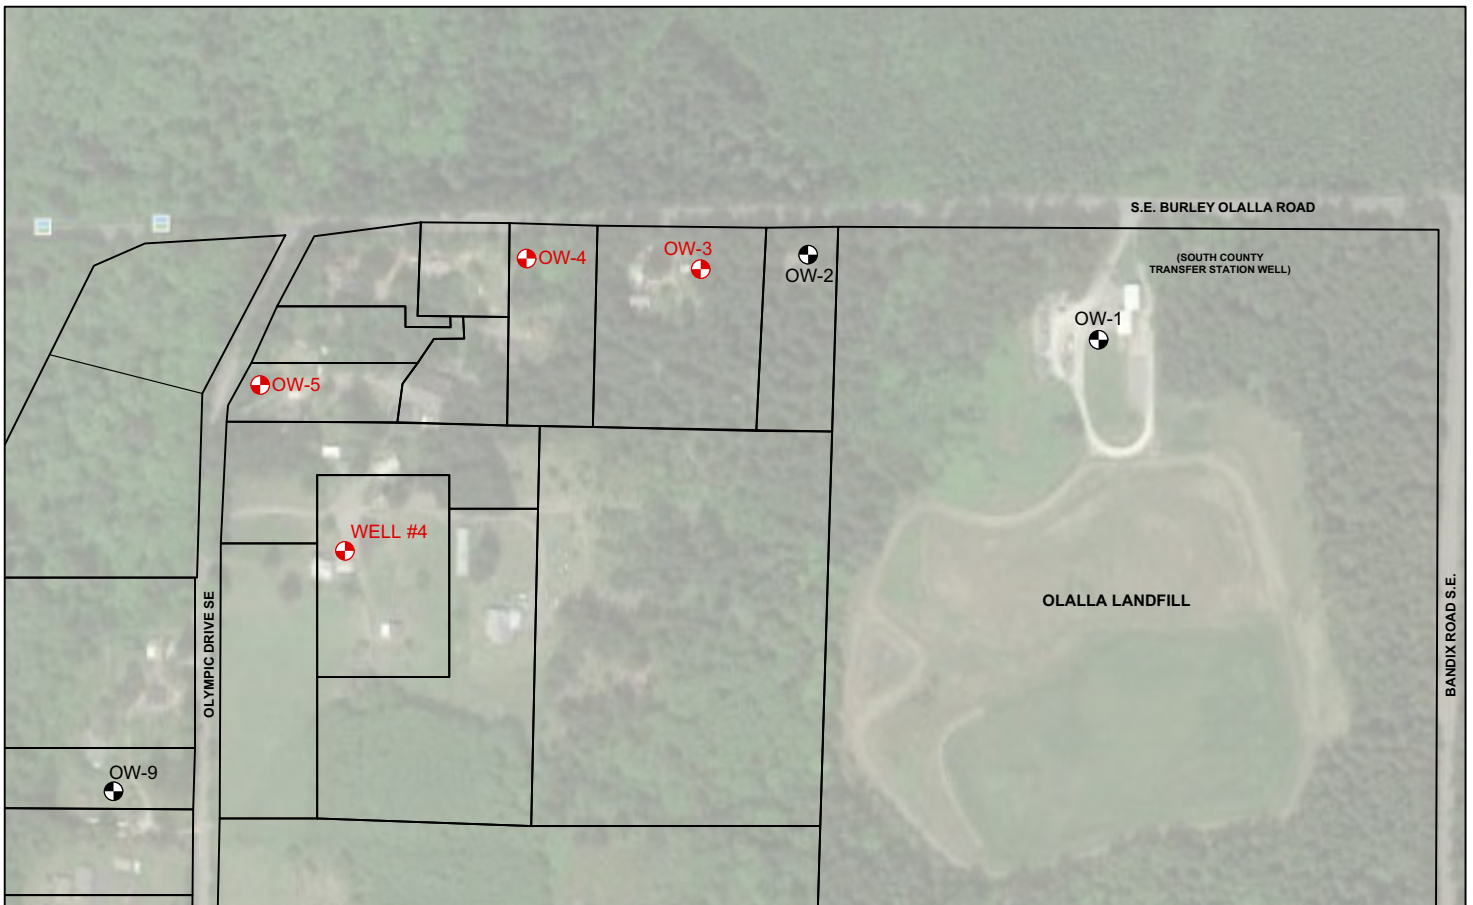 S.E. BURLEY OLALLA ROAD
(SOUTH COUNTY
TRANSFER STATION WELL)
OW-4
OW-3
OW-2
OW-1
OW-5
WELL #4
OLALLA LANDFILL
OLYMPIC DRIVE SE
BANDIX ROAD S.E.
OW-9